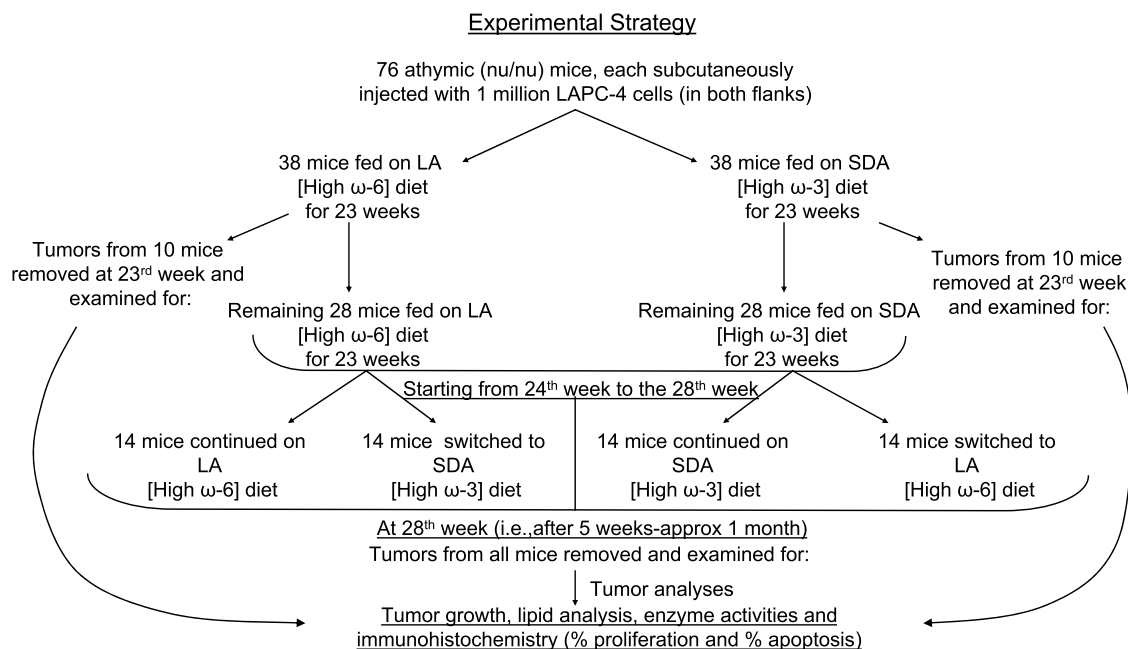 Experimental Strategy
76 athymic (nu/nu) mice, each subcutaneously
injected with 1 million LAPC-4 cells (in both flanks)
38 mice fed on LA
[High ω-6] diet
for 23 weeks
38 mice fed on SDA
[High ω-3] diet
for 23 weeks
Tumors from 10 mice
removed at 23rd week and
examined for:
Tumors from 10 mice
removed at 23rd week
and examined for:
Remaining 28 mice fed on LA
[High ω-6] diet
for 23 weeks
Remaining 28 mice fed on SDA
[High ω-3] diet
for 23 weeks
Starting from 24th week to the 28th week
14 mice continued on
LA
[High ω-6] diet
14 mice  switched to
SDA
[High ω-3] diet
14 mice continued on
SDA
[High ω-3] diet
14 mice switched to
LA
[High ω-6] diet
At 28th week (i.e.,after 5 weeks-approx 1 month)
Tumors from all mice removed and examined for:
Tumor analyses
Tumor growth, lipid analysis, enzyme activities and
immunohistochemistry (% proliferation and % apoptosis)